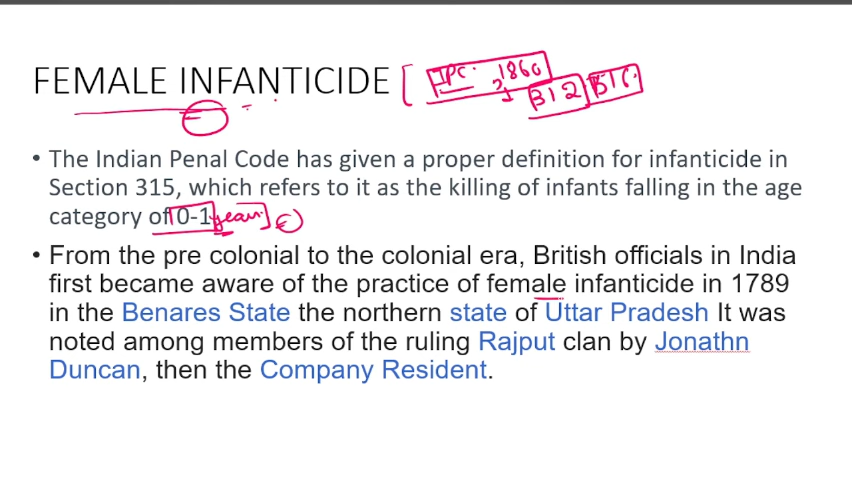 FEMALE INFANTICIDE [ IPC. , 1860
312 316
• The Indian Penal Code has given a proper definition for infanticide in
Section 315, which refers to it as the killing of infants falling in the age
category of 0-1 year.
• From the pre colonial to the colonial era, British officials in India
first became aware of the practice of female infanticide in 1789
in the Benares State the northern state of Uttar Pradesh It was
noted among members of the ruling Rajput clan by Jonathn
Duncan, then the Company Resident.